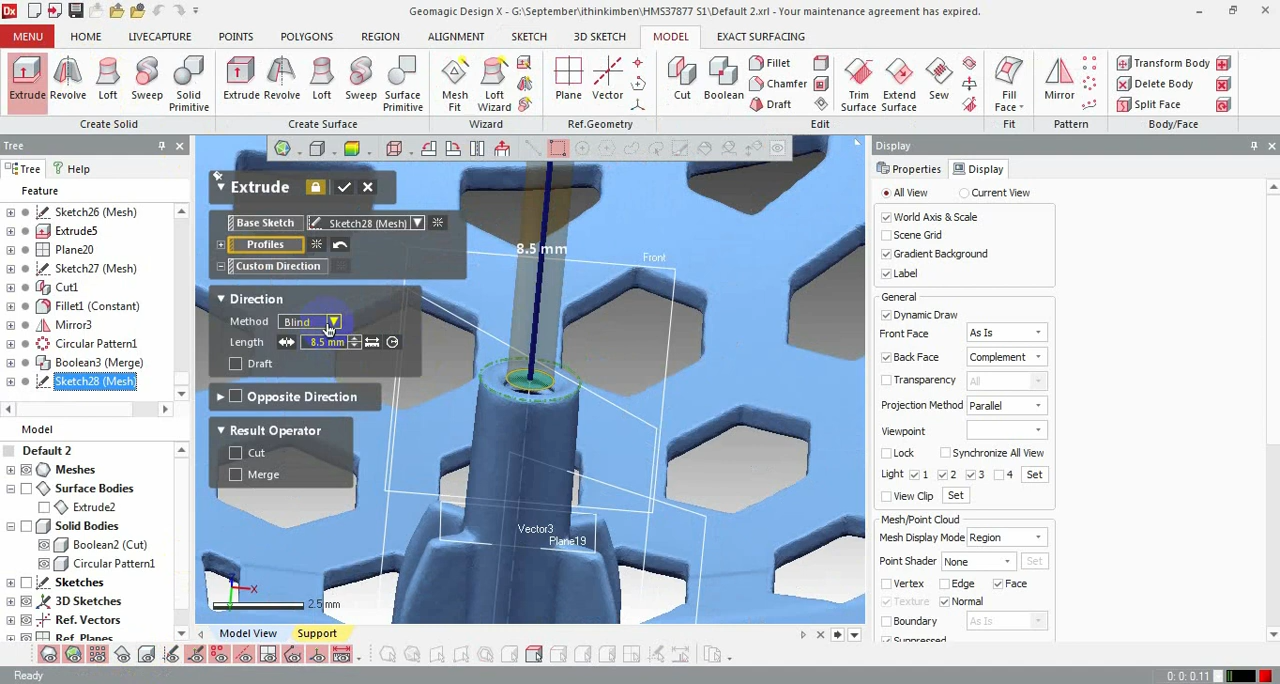 Geomagic Design X - G:\September\ithinkimben\HMS37877 S1\Default 2.xrl - Your maintenance agreement has expired.
Dx
MENU HOME LIVECAPTURE POINTS POLYGONS REGION ALIGNMENT SKETCH 3D SKETCH MODEL EXACT SURFACING
Extrude Revolve Loft Sweep Solid Primitive
Create Solid
Extrude Revolve Loft Sweep Surface Primitive
Create Surface
Mesh Fit Loft Wizard
Wizard
Plane Vector
Ref.Geometry
Cut Boolean Fillet Chamfer Draft Trim Surface Extend Surface Sew
Edit
Fill Face
Fit
Mirror
Pattern
Transform Body
Delete Body
Split Face
Body/Face
Tree
Tree Help
Feature
Sketch26 (Mesh)
Extrude5
Plane20
Sketch27 (Mesh)
Cut1
Fillet1 (Constant)
Mirror3
Circular Pattern1
Boolean3 (Merge)
Sketch28 (Mesh)
Model
Default 2
Meshes
Surface Bodies
Extrude2
Solid Bodies
Boolean2 (Cut)
Circular Pattern1
Sketches
3D Sketches
Ref. Vectors
Ref. Planes
Extrude
Base Sketch Sketch28 (Mesh)
Profiles
Custom Direction
Direction
Method Blind
Length 8.5 mm
Draft
Opposite Direction
Result Operator
Cut
Merge
8.5 mm
Front
Vector3
Plane19
X
2.5 mm
Model View Support
Display
Properties Display
All View Current View
World Axis & Scale
Scene Grid
Gradient Background
Label
General
Dynamic Draw
Front Face As Is
Back Face Complement
Transparency All
Projection Method Parallel
Viewpoint
Lock Synchronize All View
Light 1 2 3 4 Set
View Clip Set
Mesh/Point Cloud
Mesh Display Mode Region
Point Shader None Set
Vertex Edge Face
Texture Normal
Boundary As Is
Ready
0: 0: 0.11